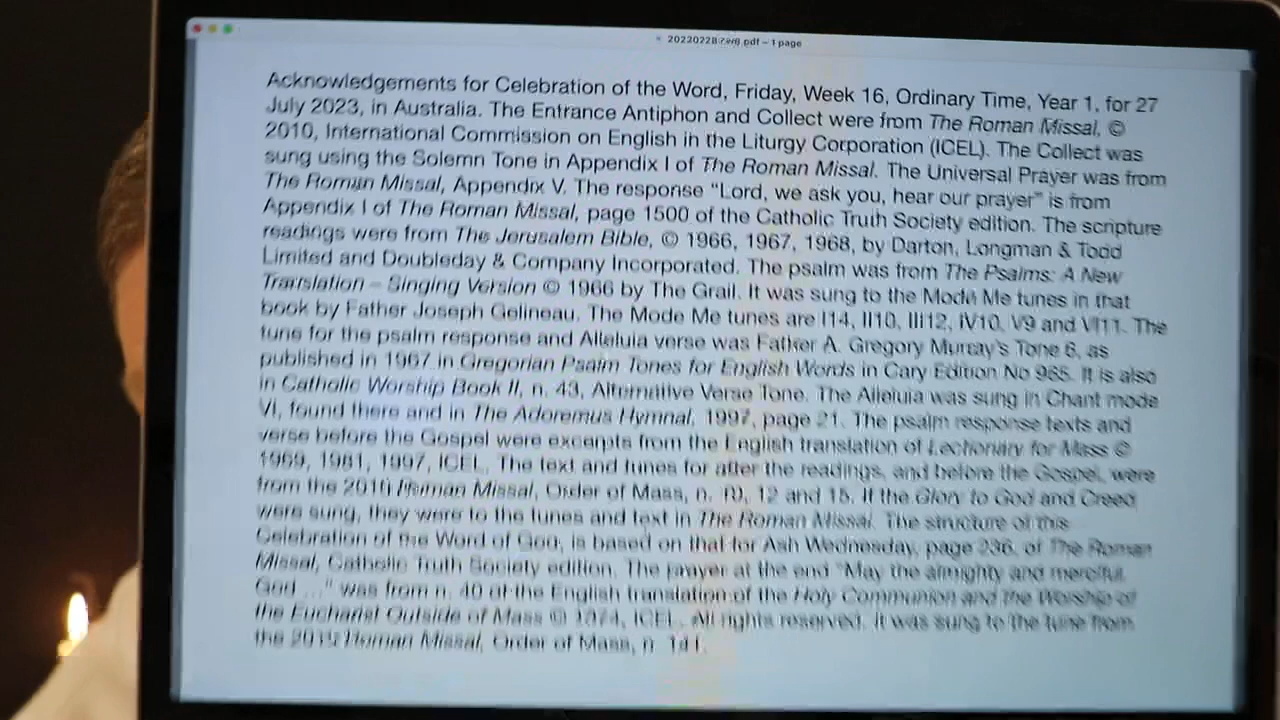 20220228 .pdf – 1 page
Acknowledgements for Celebration of the Word, Friday, Week 16, Ordinary Time, Year 1, for 27
July 2023, in Australia. The Entrance Antiphon and Collect were from The Roman Missal, ©
2010, International Commission on English in the Liturgy Corporation (ICEL). The Collect was
sung using the Solemn Tone in Appendix I of The Roman Missal. The Universal Prayer was from
The Roman Missal, Appendix V. The response “Lord, we ask you, hear our prayer” is from
Appendix I of The Roman Missal, page 1500 of the Catholic Truth Society edition. The scripture
readings were from The Jerusalem Bible, © 1966, 1967, 1968, by Darton, Longman & Todd
Limited and Doubleday & Company Incorporated. The psalm was from The Psalms: A New
Translation – Singing Version © 1966 by The Grail. It was sung to the Mode Me tunes in that
book by Father Joseph Gelineau. The Mode Me tunes are I14, II10, III12, IV10, V9 and VI11. The
tune for the psalm response and Alleluia verse was Father A. Gregory Murray's Tone 6, as
published in 1967 in Gregorian Psalm Tones for English Words in Cary Edition No 965. It is also
in Catholic Worship Book II, n. 43, Alternative Verse Tone. The Alleluia was sung in Chant mode
VI, found there and in The Adoremus Hymnal, 1997, page 21. The psalm response texts and
verse before the Gospel were excerpts from the English translation of Lectionary for Mass ©
1969, 1981, 1997, ICEL. The text and tunes for after the readings, and before the Gospel, were
from the 2010 Roman Missal, Order of Mass, n. 10, 12 and 15. If the Glory to God and Creed
were sung, they were to the tunes and text in The Roman Missal. The structure of this
Celebration of the Word of God, is based on that for Ash Wednesday, page 236, of The Roman
Missal, Catholic Truth Society edition. The prayer at the end “May the almighty and merciful
God ...” was from n. 40 of the English translation of the Holy Communion and the Worship of
the Eucharist Outside of Mass © 1974, ICEL. All rights reserved. It was sung to the tune from
the 2010 Roman Missal, Order of Mass, n. 141.